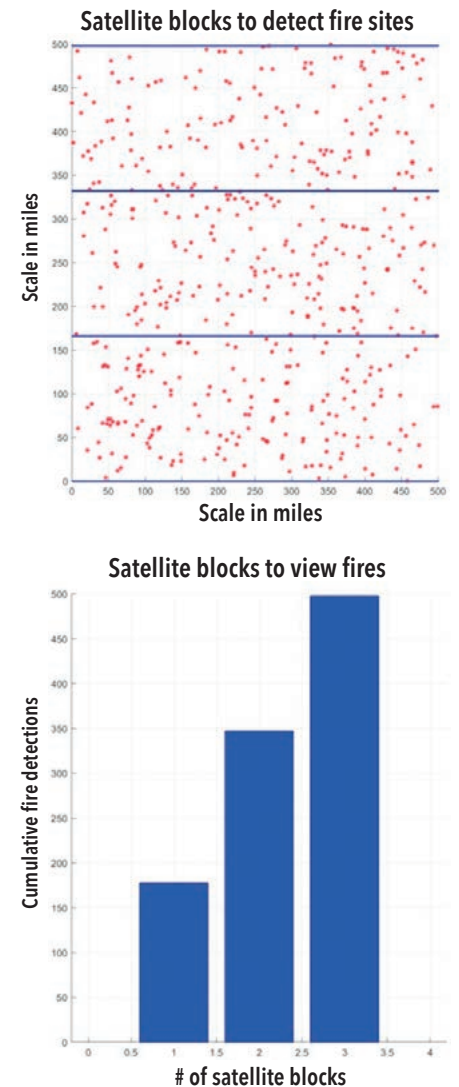 Satellite blocks to detect fire sites
500
450
400
350
300
250
200
150
100
50
0
Scale in miles
0 50 100 150 200 250 300 350 400 450 500
Scale in miles
Satellite blocks to view fires
500
450
400
350
300
250
200
150
100
50
0
Cumulative fire detections
0 0.5 1 1.5 2 2.5 3 3.5 4
# of satellite blocks